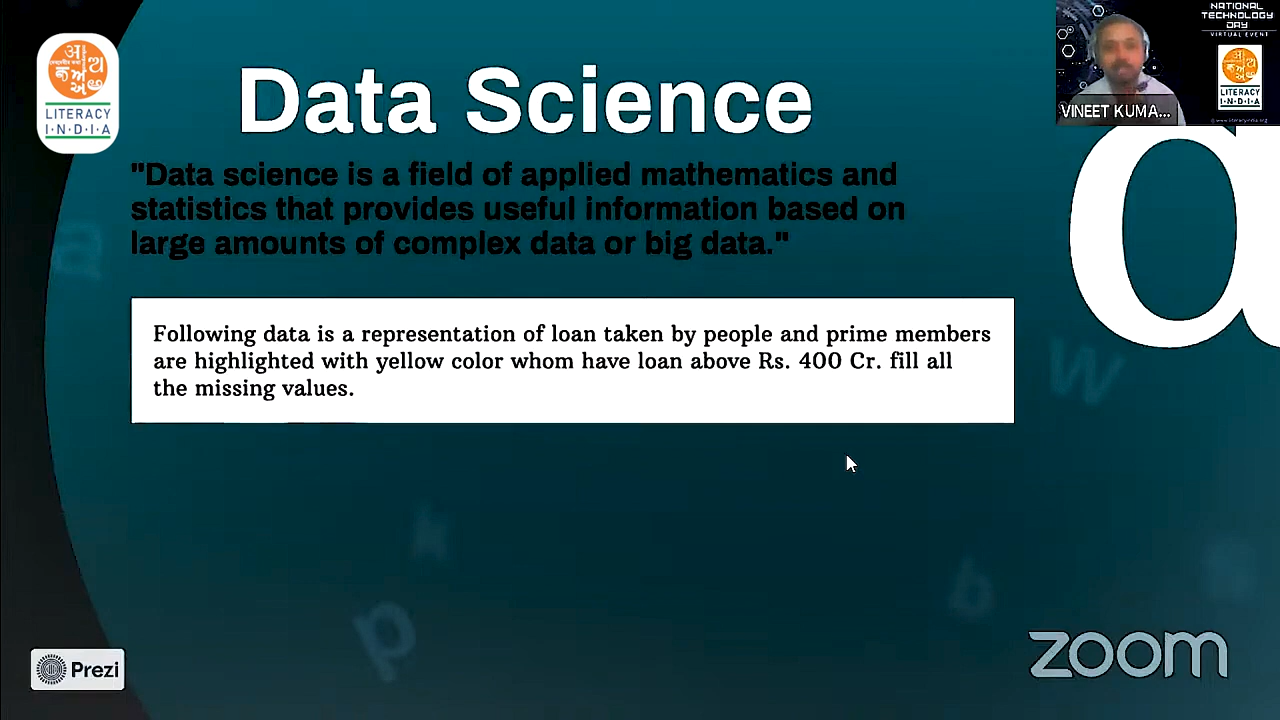 Data Science
"Data science is a field of applied mathematics and
statistics that provides useful information based on
large amounts of complex data or big data."
Following data is a representation of loan taken by people and prime members
are highlighted with yellow color whom have loan above Rs. 400 Cr. fill all
the missing values.
LITERACY
I·N·D·I·A
NATIONAL
TECHNOLOGY
DAY
VIRTUAL EVENT
LITERACY
I·N·D·I·A
VINEET KUMA...
a
a
w
k
b
p
Prezi
zoom